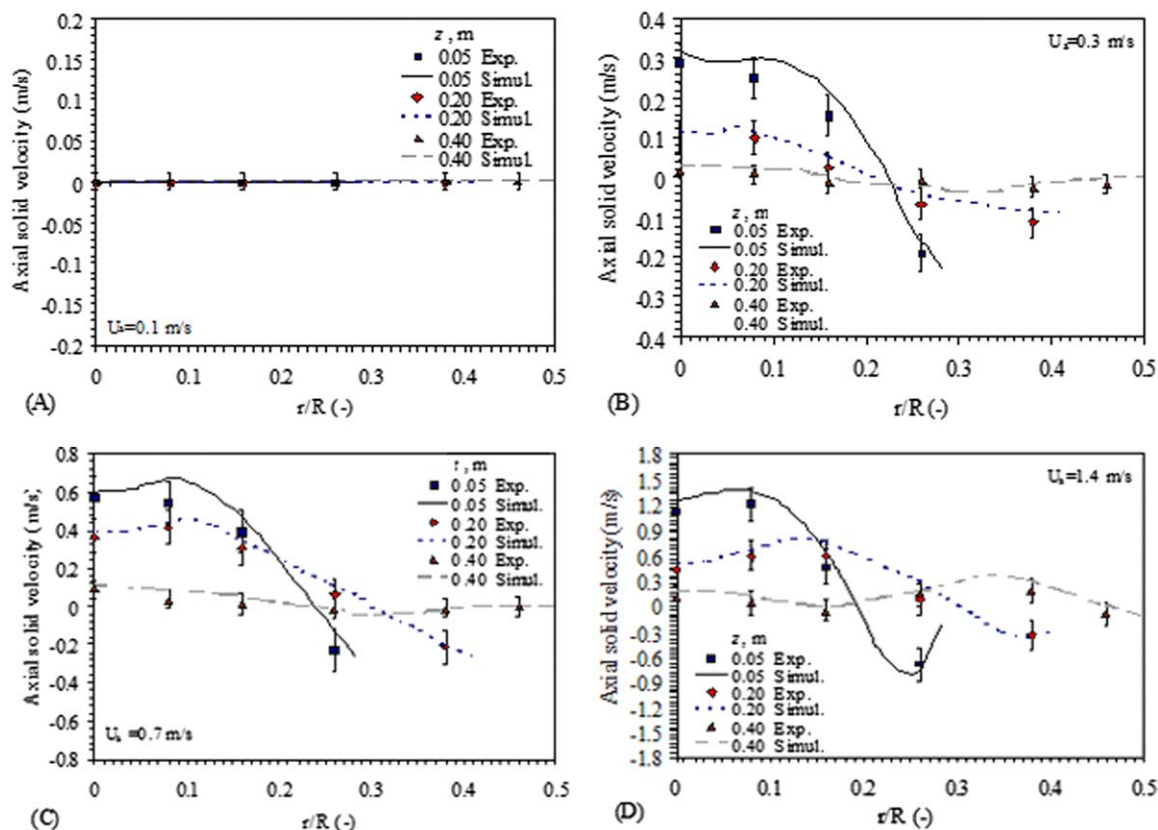 0.2
0.15
0.1
0.05
0
-0.05
-0.1
-0.15
-0.2
Axial solid velocity (m/s)
z, m
0.05 Exp.
0.05 Simul.
0.20 Exp.
0.20 Simul.
0.40 Exp.
0.40 Simul.
=0.1 m/s
0 0.1 0.2 0.3 0.4 0.5
(A)
r/R (-)
0.4
0.3
0.2
0.1
0
-0.1
-0.2
0.3
0.4
Axial solid velocity (m/s)
=0.3 m/s
z, m
0.05 Exp.
0.05 Simul.
0.20 Exp.
0.20 Simul.
0.40 Exp.
0.40 Simul.
0 0.1 0.2 0.3 0.4 0.5
(B)
r/R (-)
0.8
0.6
0.4
0.2
0
-0.2
-0.4
-0.6
-0.8
Axial solid velocity (m/s)
, m
0.05 Exp.
0.05 Simul.
0.20 Exp.
0.20 Simul.
0.40 Exp.
0.40 Simul.
=0.7 m/s
0 0.1 0.2 0.3 0.4 0.5
(C)
r/R (-)
1.8
1.5
1.2
0.9
0.6
0.3
0
-0.3
-0.6
-0.9
-1.2
-1.5
-1.8
Axial solid velocity (m/s)
=1.4 m/s
z, m
0.05 Exp.
0.05 Simul.
0.20 Exp.
0.20 Simul.
0.40 Exp.
0.40 Simul.
0 0.1 0.2 0.3 0.4 0.5
(D)
r/R (-)